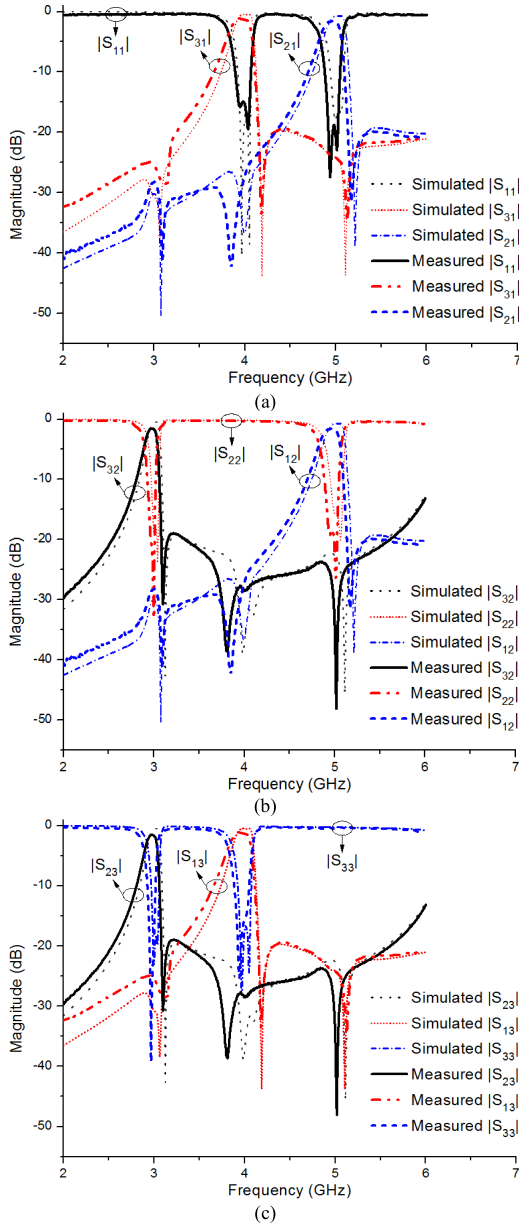 0
-10
-20
-30
-40
-50
Magnitude (dB)
|S11|
|S31|
|S21|
Simulated |S11|
Simulated |S31|
Simulated |S21|
Measured |S11|
Measured |S31|
Measured |S21|
2 3 4 5 6 7
Frequency (GHz)
(a)
0
-10
-20
-30
-40
-50
Magnitude (dB)
|S32|
|S22|
|S12|
Simulated |S32|
Simulated |S22|
Simulated |S12|
Measured |S32|
Measured |S22|
Measured |S12|
2 3 4 5 6 7
Frequency (GHz)
(b)
0
-10
-20
-30
-40
-50
Magnitude (dB)
|S23|
|S13|
|S33|
Simulated |S23|
Simulated |S13|
Simulated |S33|
Measured |S23|
Measured |S13|
Measured |S33|
2 3 4 5 6 7
Frequency (GHz)
(c)